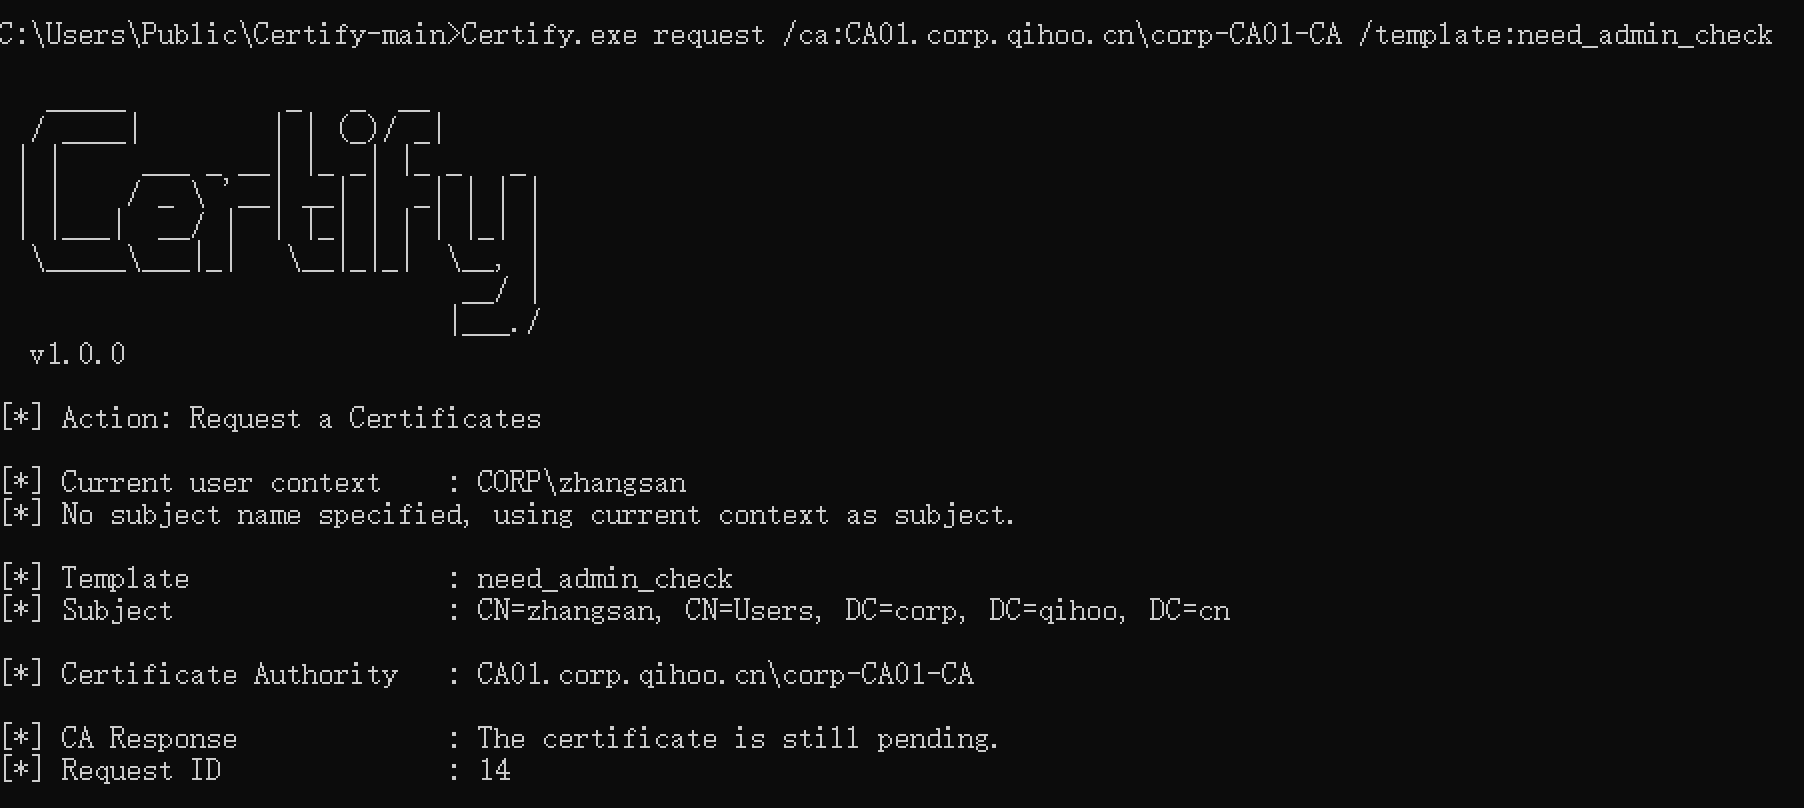 C:\Users\Public\Certify-main>Certify.exe request /ca:CA01.corp.qihoo.cn\corp-CA01-CA /template:need_admin_check
Certify
v1.0.0
[*] Action: Request a Certificates
[*] Current user context : CORP\zhangsan
[*] No subject name specified, using current context as subject.
[*] Template : need_admin_check
[*] Subject : CN=zhangsan, CN=Users, DC=corp, DC=qihoo, DC=cn
[*] Certificate Authority : CA01.corp.qihoo.cn\corp-CA01-CA
[*] CA Response : The certificate is still pending.
[*] Request ID : 14